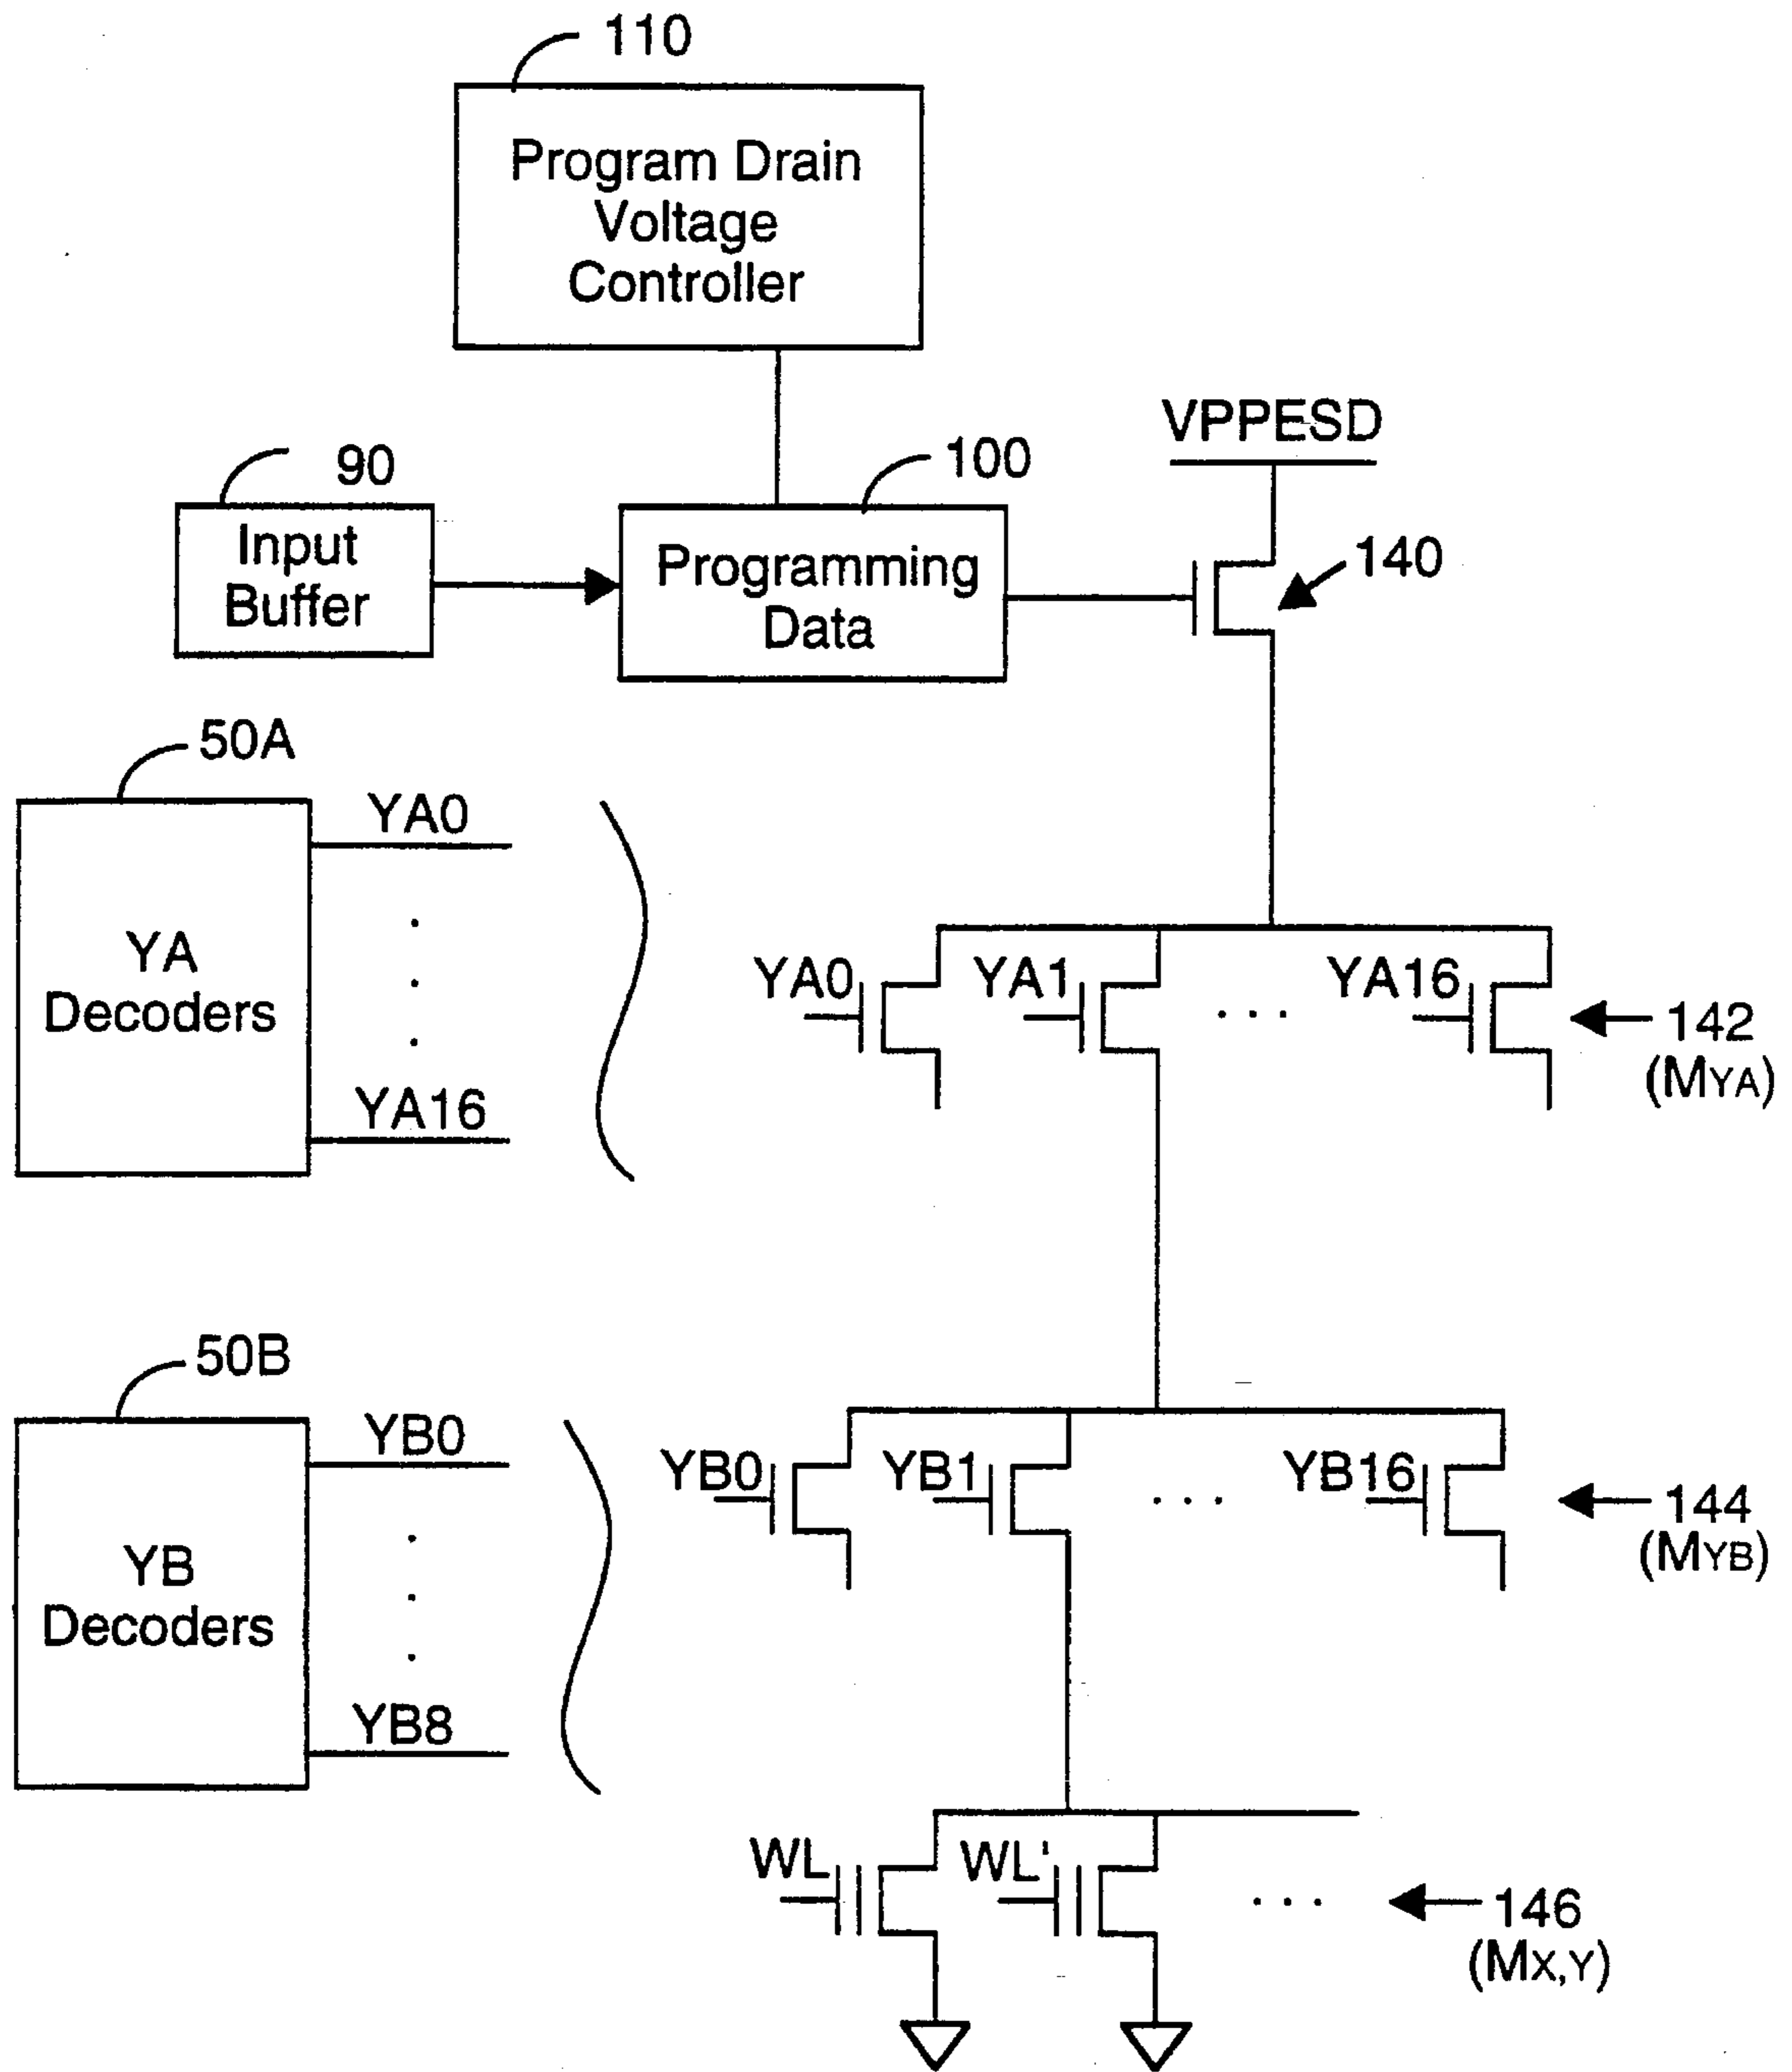 110
Program Drain
Voltage
Controller
VPPESD
90
100
Input
Buffer
Programming
Data
140
50A
YA0
YA
Decoders
YA16
YA0
YA1
. . .
YA16
142
(MYA)
50B
YB0
YB
Decoders
YB8
YB0
YB1
. . .
YB16
144
(MYB)
WL
WL'
. . .
146
(MX,Y)